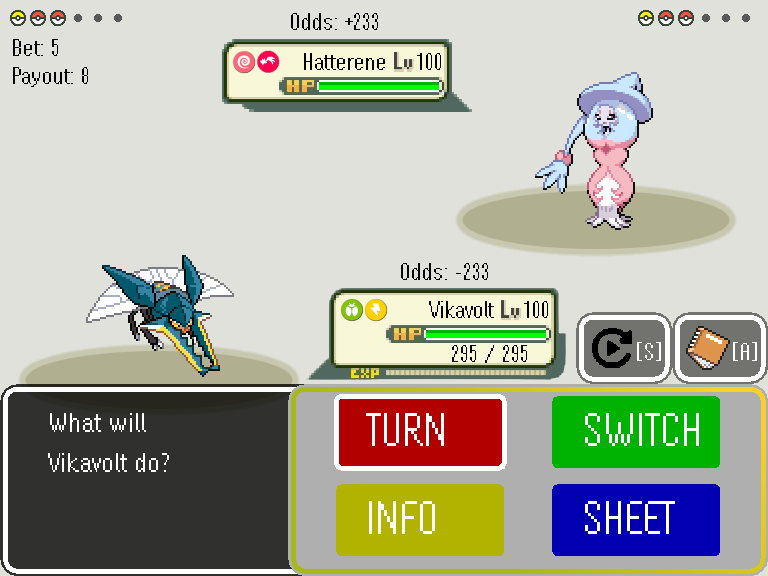 Odds: +233
Bet: 5
Payout: 8
Hatterene Lv100
HP
Odds: -233
Vikavolt Lv100
HP
295 / 295
EXP
[S]
[A]
What will
Vikavolt do?
TURN
SWITCH
INFO
SHEET